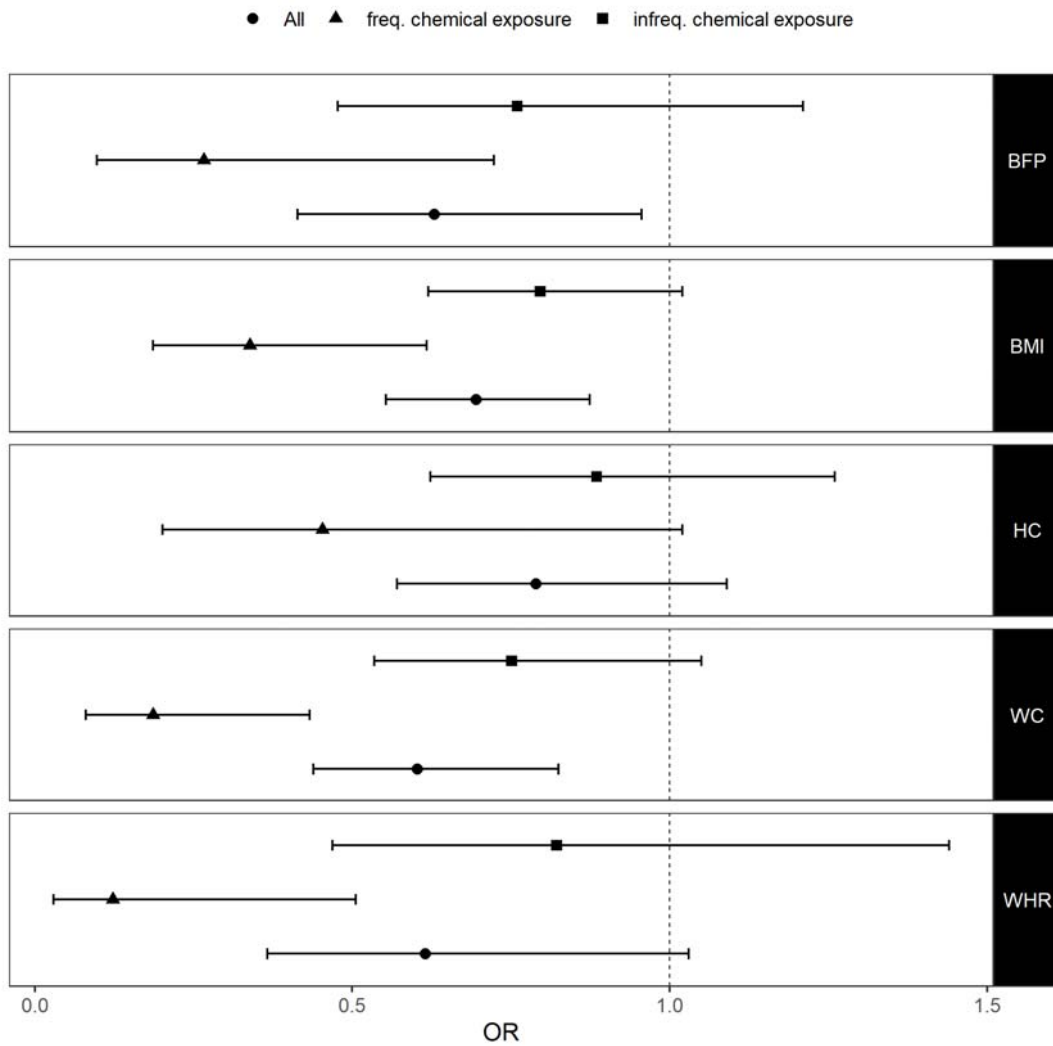 All freq. chemical exposure infreq. chemical exposure
BFP
BMI
HC
WC
WHR
0.0 0.5 1.0 1.5
OR